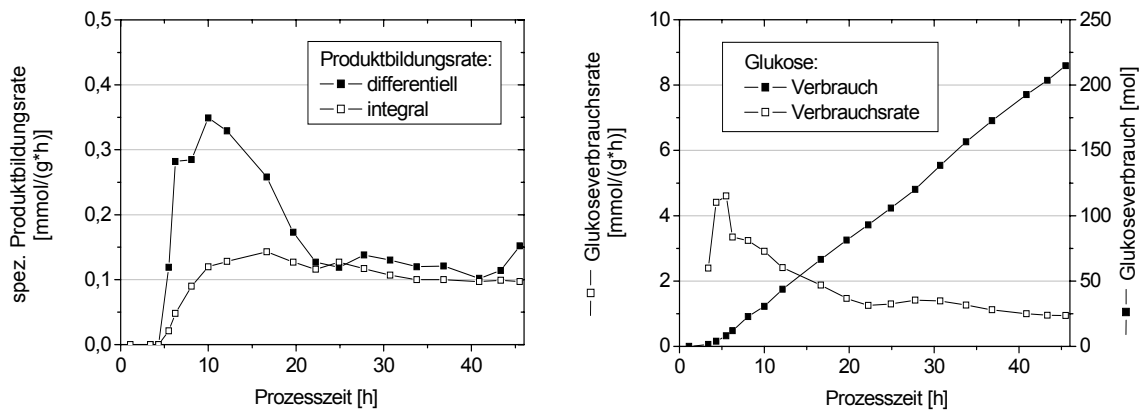 0,5
0,4
0,3
0,2
0,1
0,0
spez. Produktbildungsrate
[mmol/(g*h)]
Produktbildungsrate:
differentiell
integral
0 10 20 30 40
Prozesszeit [h]
10
8
6
4
2
0
Glukoseverbrauchsrate
[mmol/(g*h)]
Glukose:
Verbrauch
Verbrauchsrate
0 10 20 30 40
Prozesszeit [h]
250
200
150
100
50
0
Glukoseverbrauch [mol]